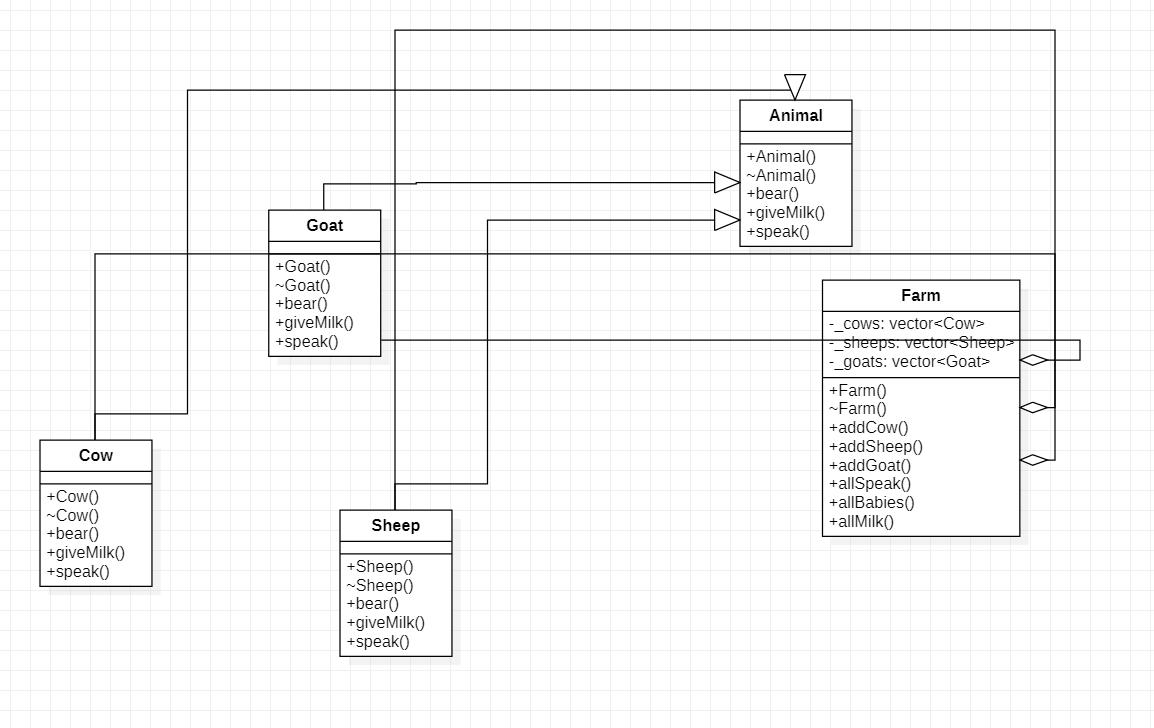 Animal
+Animal()
~Animal()
+bear()
+giveMilk()
+speak()
Goat
+Goat()
~Goat()
+bear()
+giveMilk()
+speak()
Farm
-_cows: vector<Cow>
-_sheeps: vector<Sheep>
-_goats: vector<Goat>
+Farm()
~Farm()
+addCow()
+addSheep()
+addGoat()
+allSpeak()
+allBabies()
+allMilk()
Cow
+Cow()
~Cow()
+bear()
+giveMilk()
+speak()
Sheep
+Sheep()
~Sheep()
+bear()
+giveMilk()
+speak()